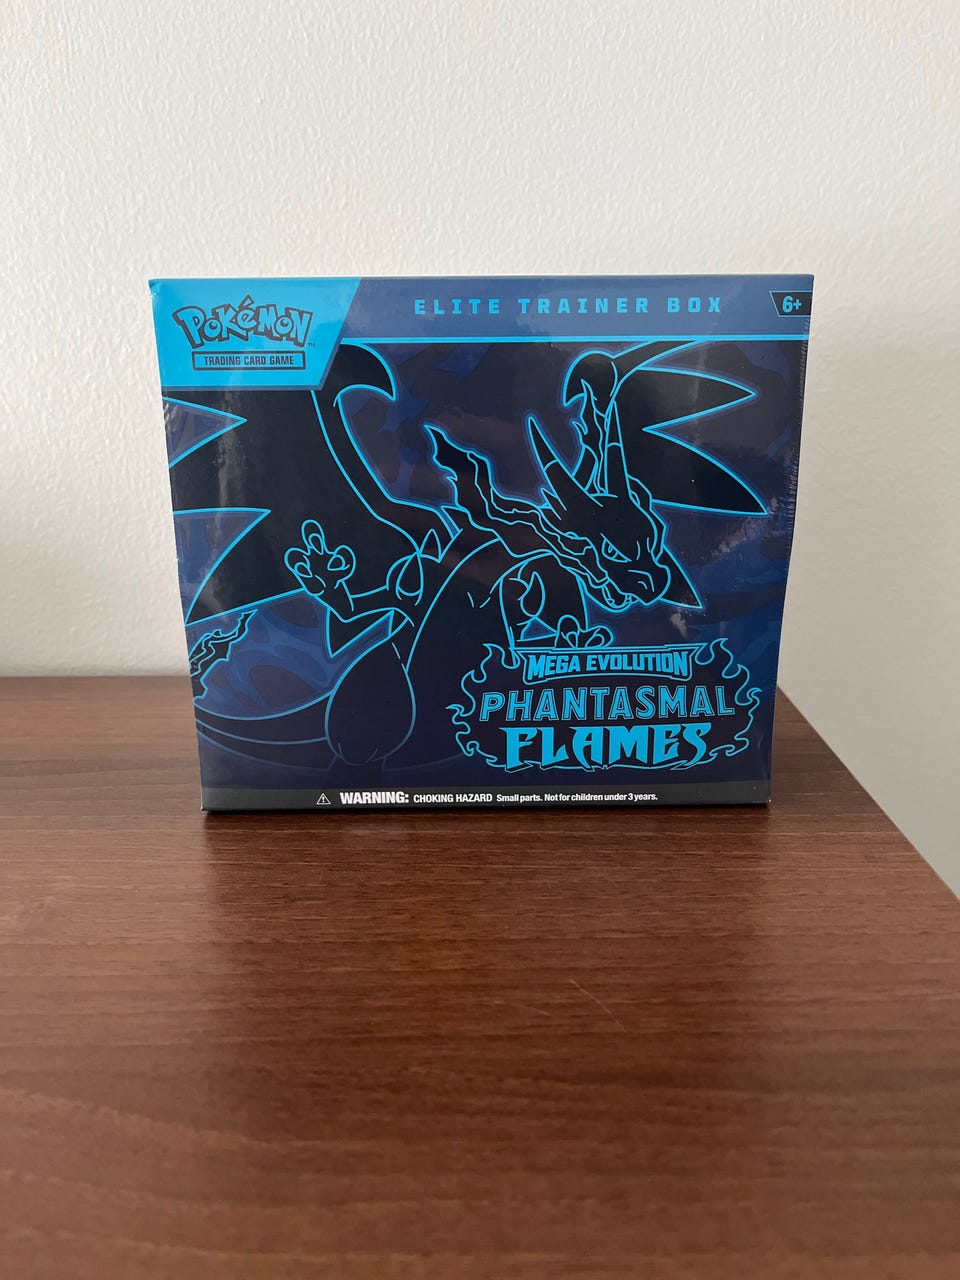 POKéMON
TM
TRADING CARD GAME
ELITE TRAINER BOX
6+
MEGA EVOLUTION
PHANTASMAL
FLAMES
WARNING: CHOKING HAZARD Small parts. Not for children under 3 years.